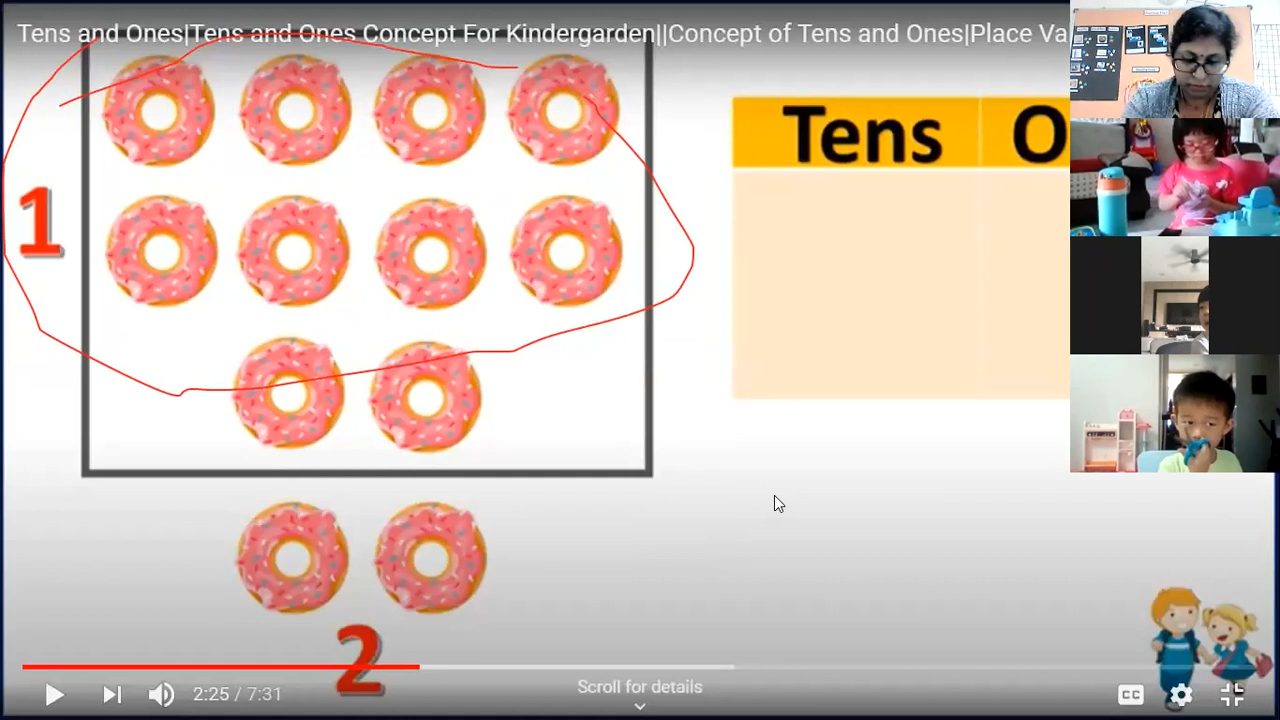 Tens and Ones|Tens and Ones Concept For Kindergarden||Concept of Tens and Ones|Place Va
Tens O
1
2
2:25 / 7:31
Scroll for details
CC